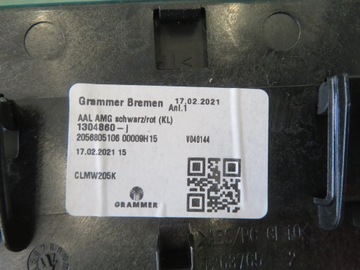 Grammer Bremen 17.02.2021
Anl.1
AAL AMG schwarz/rot (KL)
1304860-j
2056805106 00009H15 V040144
17.02.2021 15
CLMW205K
GRAMMER